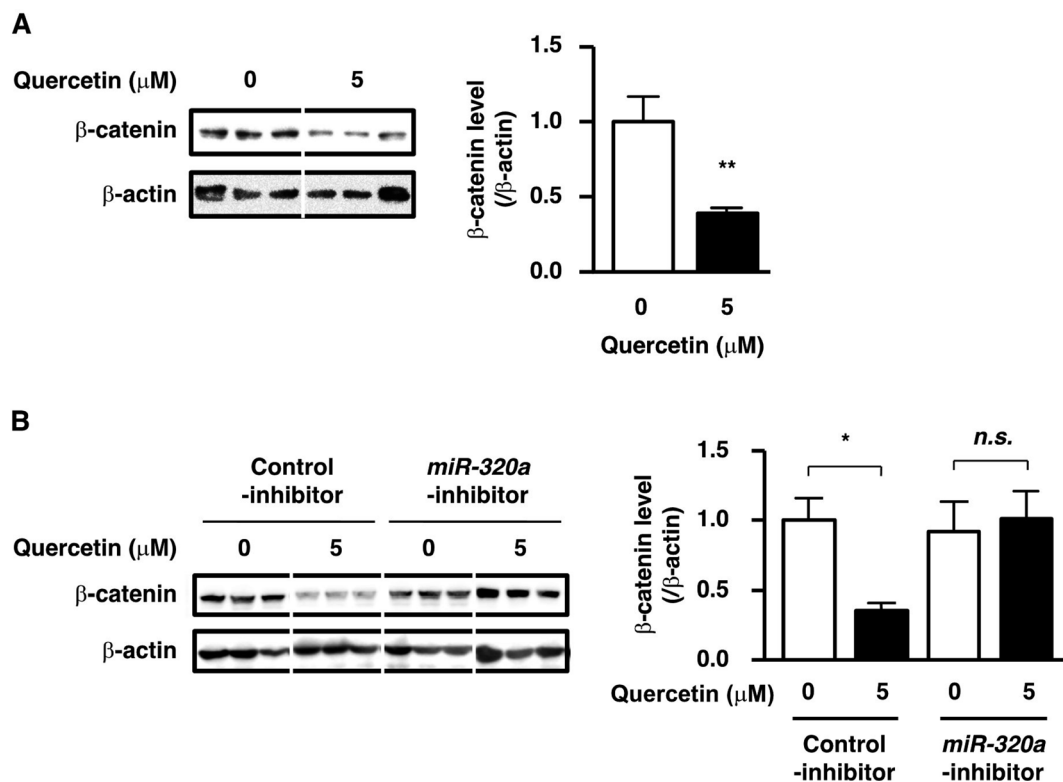 A
Quercetin (μM) 0 5
β-catenin
β-actin
β-catenin level
(/β-actin)
1.5
1.0
0.5
0.0
**
0 5
Quercetin (μM)
B
Control
-inhibitor
miR-320a
-inhibitor
Quercetin (μM) 0 5 0 5
β-catenin
β-actin
β-catenin level
(/β-actin)
1.5
1.0
0.5
0.0
*
n.s.
Quercetin (μM) 0 5 0 5
Control
-inhibitor
miR-320a
-inhibitor